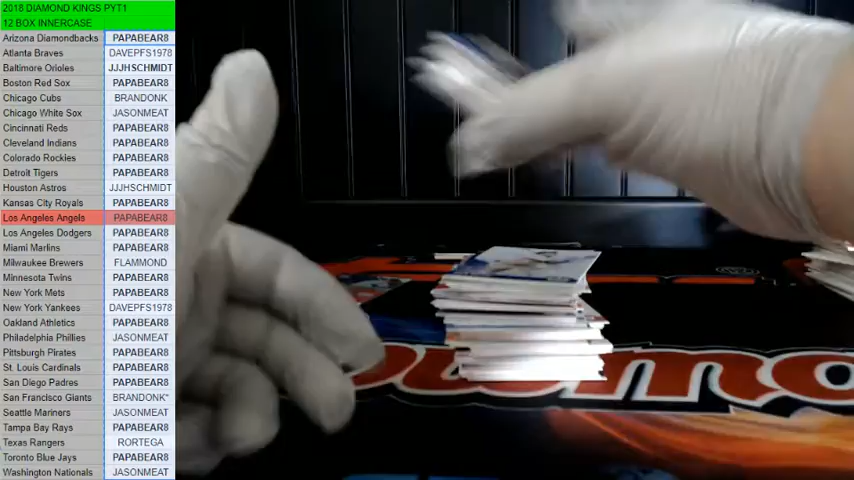 2018 DIAMOND KINGS PYT1
12 BOX INNERCASE
Arizona Diamondbacks PAPABEAR8
Atlanta Braves DAVEPFS1978
Baltimore Orioles JJJHSCHMIDT
Boston Red Sox PAPABEAR8
Chicago Cubs BRANDONK
Chicago White Sox JASONMEAT
Cincinnati Reds PAPABEAR8
Cleveland Indians PAPABEAR8
Colorado Rockies PAPABEAR8
Detroit Tigers PAPABEAR8
Houston Astros JJJHSCHMIDT
Kansas City Royals PAPABEAR8
Los Angeles Angels PAPABEAR8
Los Angeles Dodgers PAPABEAR8
Miami Marlins PAPABEAR8
Milwaukee Brewers FLAMMOND
Minnesota Twins PAPABEAR8
New York Mets PAPABEAR8
New York Yankees DAVEPFS1978
Oakland Athletics PAPABEAR8
Philadelphia Phillies JASONMEAT
Pittsburgh Pirates PAPABEAR8
St. Louis Cardinals PAPABEAR8
San Diego Padres PAPABEAR8
San Francisco Giants BRANDONK*
Seattle Mariners JASONMEAT
Tampa Bay Rays PAPABEAR8
Texas Rangers RORTEGA
Toronto Blue Jays PAPABEAR8
Washington Nationals JASONMEAT